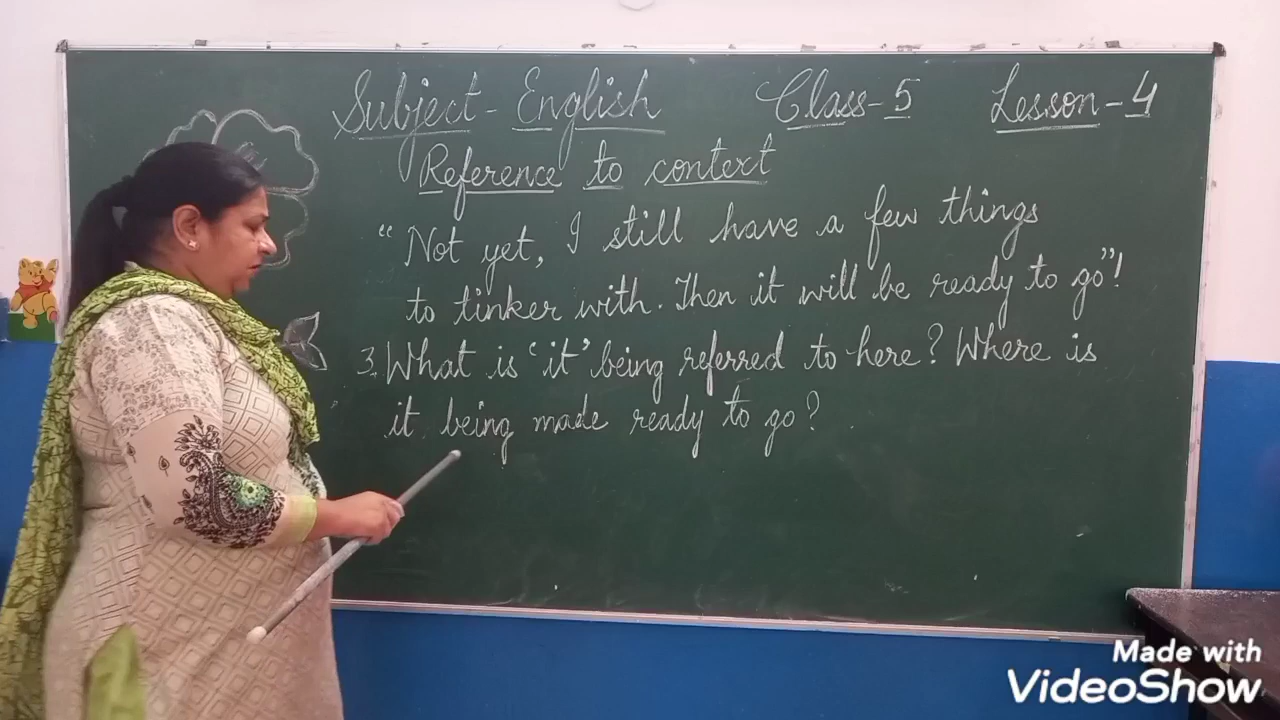 Subject - English Class - 5 Lesson - 4
Reference to context
“Not yet, I still have a few things
to tinker with. Then it will be ready to go”!
3. What is ‘it’ being referred to here? Where is
it being made ready to go?
Made with
VideoShow